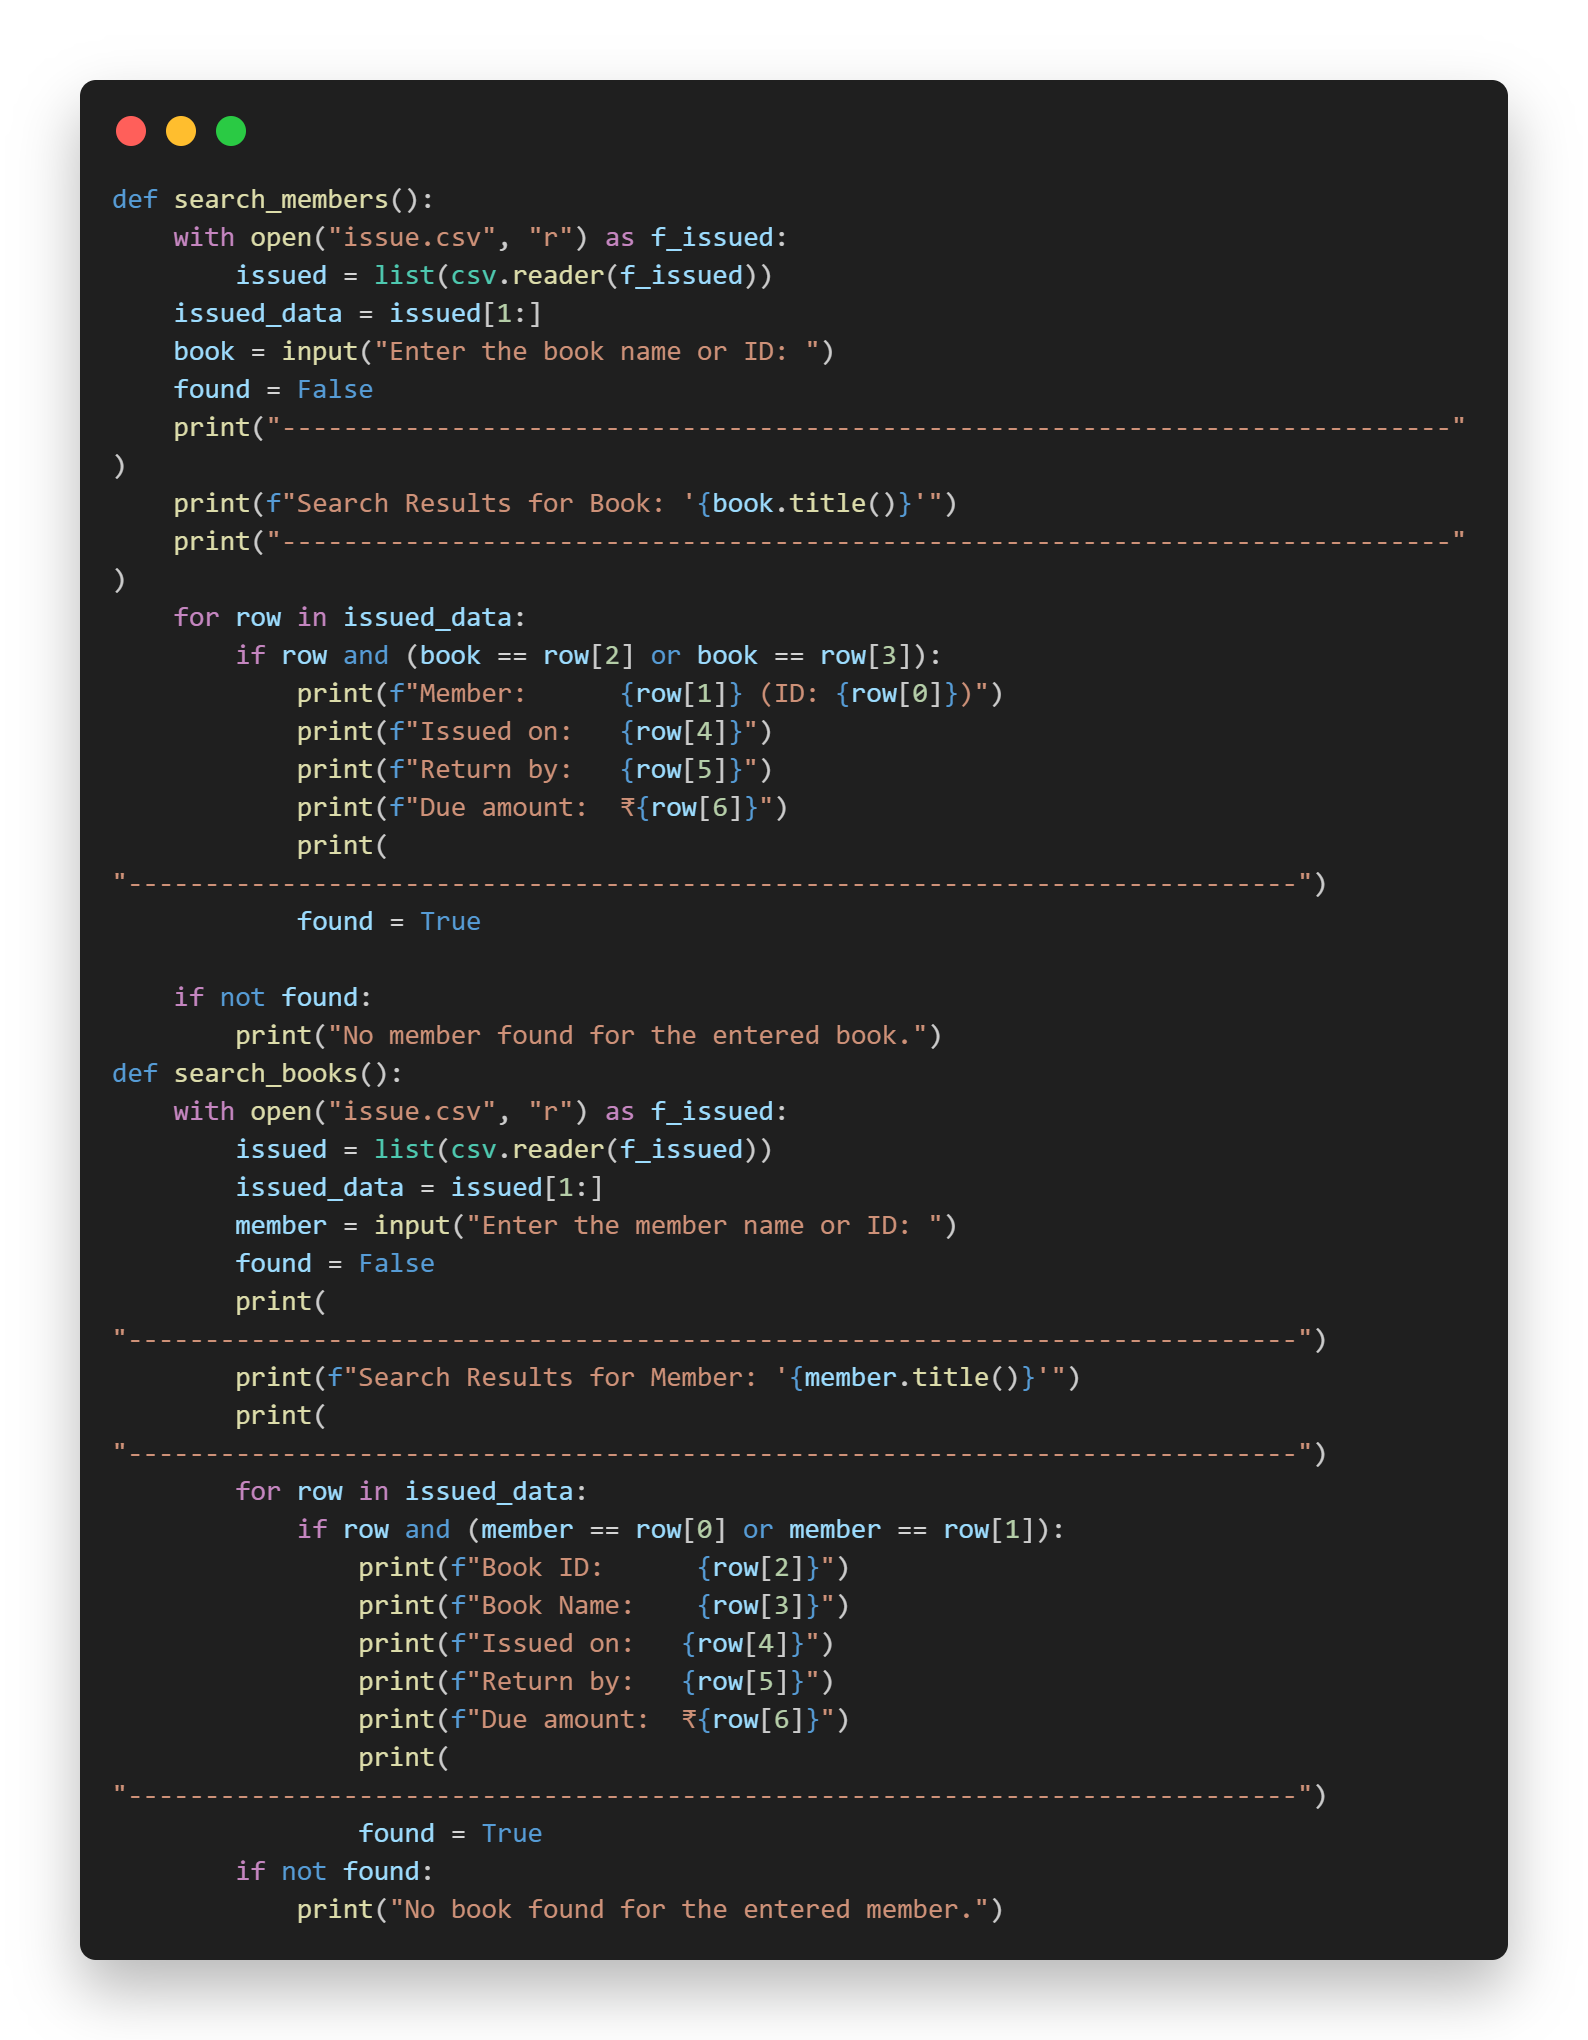 def search_members():
    with open("issue.csv", "r") as f_issued:
        issued = list(csv.reader(f_issued))
    issued_data = issued[1:]
    book = input("Enter the book name or ID: ")
    found = False
    print("----------------------------------------------------------------------------"
)
    print(f"Search Results for Book: '{book.title()}'")
    print("----------------------------------------------------------------------------"
)
    for row in issued_data:
        if row and (book == row[2] or book == row[3]):
            print(f"Member:      {row[1]} (ID: {row[0]})")
            print(f"Issued on:   {row[4]}")
            print(f"Return by:   {row[5]}")
            print(f"Due amount:  ₹{row[6]}")
            print(
"----------------------------------------------------------------------------")
            found = True

    if not found:
        print("No member found for the entered book.")
def search_books():
    with open("issue.csv", "r") as f_issued:
        issued = list(csv.reader(f_issued))
        issued_data = issued[1:]
        member = input("Enter the member name or ID: ")
        found = False
        print(
"----------------------------------------------------------------------------")
        print(f"Search Results for Member: '{member.title()}'")
        print(
"----------------------------------------------------------------------------")
        for row in issued_data:
            if row and (member == row[0] or member == row[1]):
                print(f"Book ID:      {row[2]}")
                print(f"Book Name:    {row[3]}")
                print(f"Issued on:   {row[4]}")
                print(f"Return by:   {row[5]}")
                print(f"Due amount:  ₹{row[6]}")
                print(
"----------------------------------------------------------------------------")
                found = True
        if not found:
            print("No book found for the entered member.")